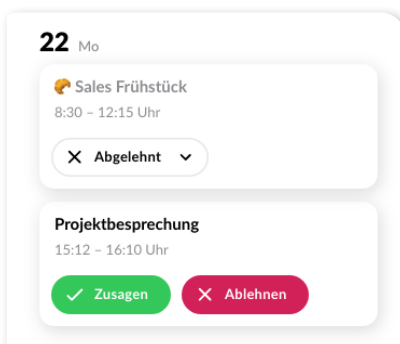 22 Mo
🥐 Sales Frühstück
8:30 – 12:15 Uhr
Abgelehnt
Projektbesprechung
15:12 – 16:10 Uhr
Zusagen Ablehnen